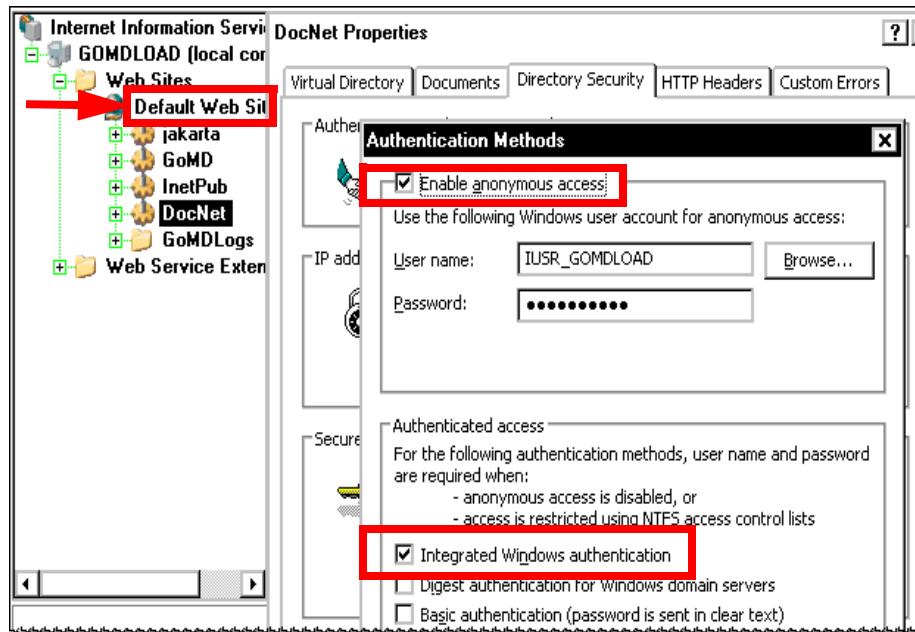 Internet Information Servi
GOMDLOAD (local cor
Web Sites
Default Web Sit
jakarta
GoMD
InetPub
DocNet
GoMDLogs
Web Service Exten
DocNet Properties
?
Virtual Directory Documents Directory Security HTTP Headers Custom Errors
Authen
IP add
Secure
Authentication Methods
Enable anonymous access
Use the following Windows user account for anonymous access:
User name: IUSR_GOMDLOAD Browse...
Password: ●●●●●●●●●●
Authenticated access
For the following authentication methods, user name and password
are required when:
- anonymous access is disabled, or
- access is restricted using NTFS access control lists
Integrated Windows authentication
Digest authentication for Windows domain servers
Basic authentication (password is sent in clear text)